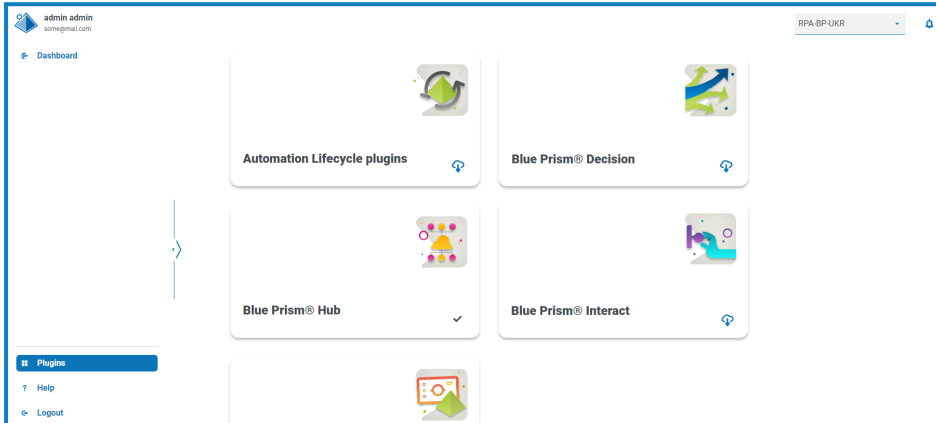 admin admin
some@mail.com
RPA-BP-UKR
Dashboard
Automation Lifecycle plugins
Blue Prism® Decision
Blue Prism® Hub
Blue Prism® Interact
Plugins
? Help
Logout